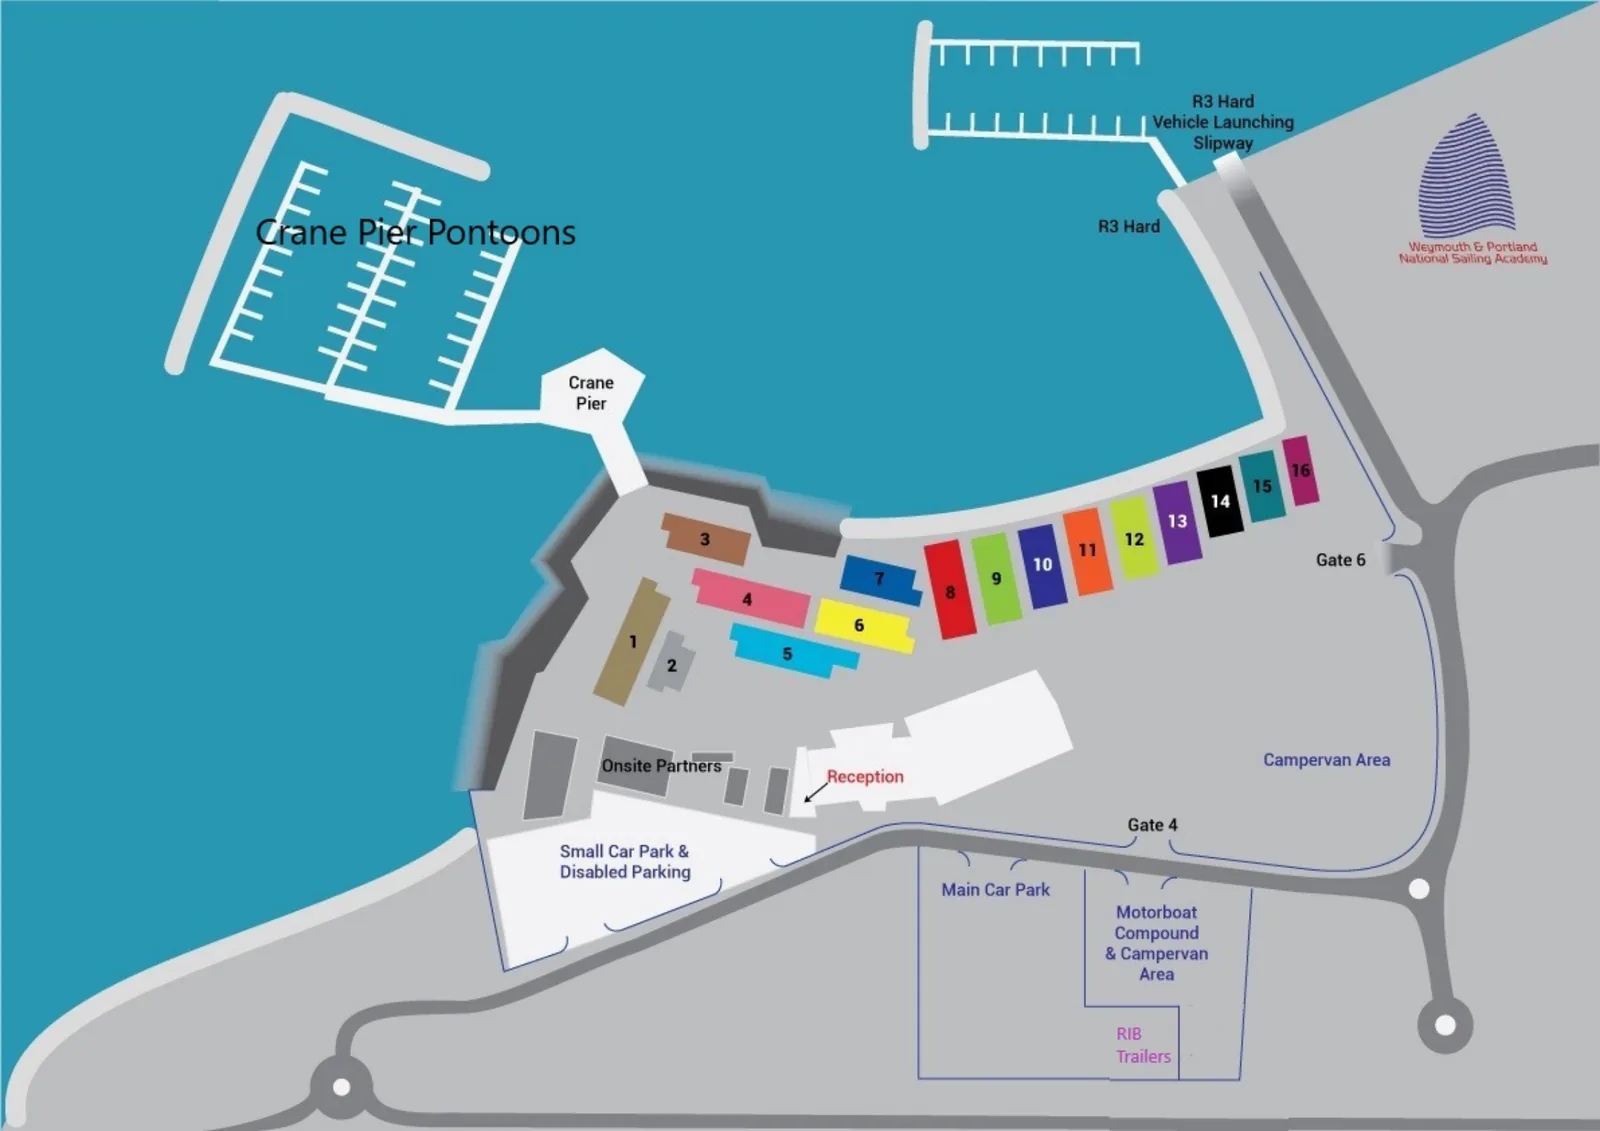 R3 Hard
Vehicle Launching
Slipway
Weymouth & Portland
National Sailing Academy
Crane Pier Pontoons
R3 Hard
Crane
Pier
16
15
14
13
12
11
10
9
8
7
6
5
4
3
2
1
Gate 6
Onsite Partners
Reception
Campervan Area
Gate 4
Small Car Park &
Disabled Parking
Main Car Park
Motorboat
Compound
& Campervan
Area
RIB
Trailers